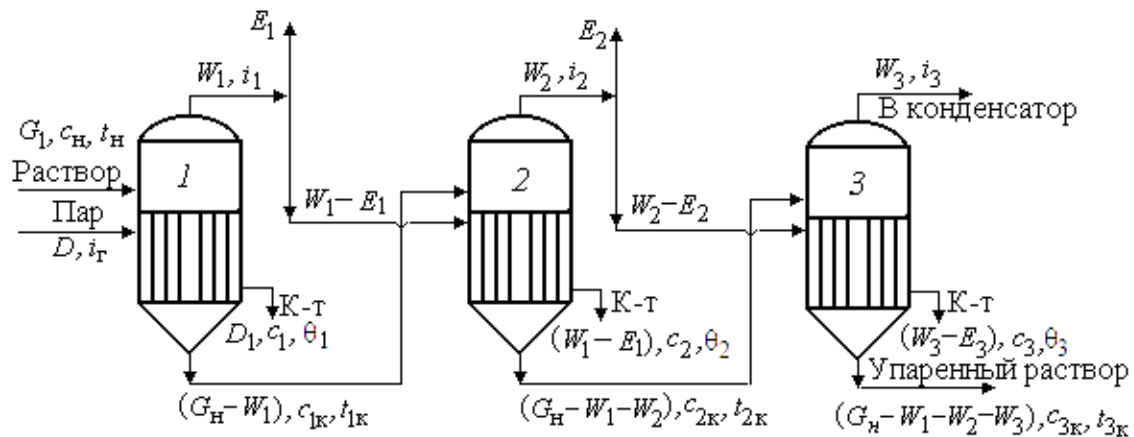 E₁
E₂
W₁, i₁
W₂, i₂
W₃, i₃
В конденсатор
G₁, cн, tн
Раствор
Пар
D, iг
1
2
3
W₁−E₁
W₂−E₂
К-т
D₁, c₁, θ₁
К-т
(W₁−E₁), c₂, θ₂
К-т
(W₃−E₃), c₃, θ₃
Упаренный раствор
(Gн−W₁), c₁к, t₁к
(Gн−W₁−W₂), c₂к, t₂к
(Gн−W₁−W₂−W₃), c₃к, t₃к